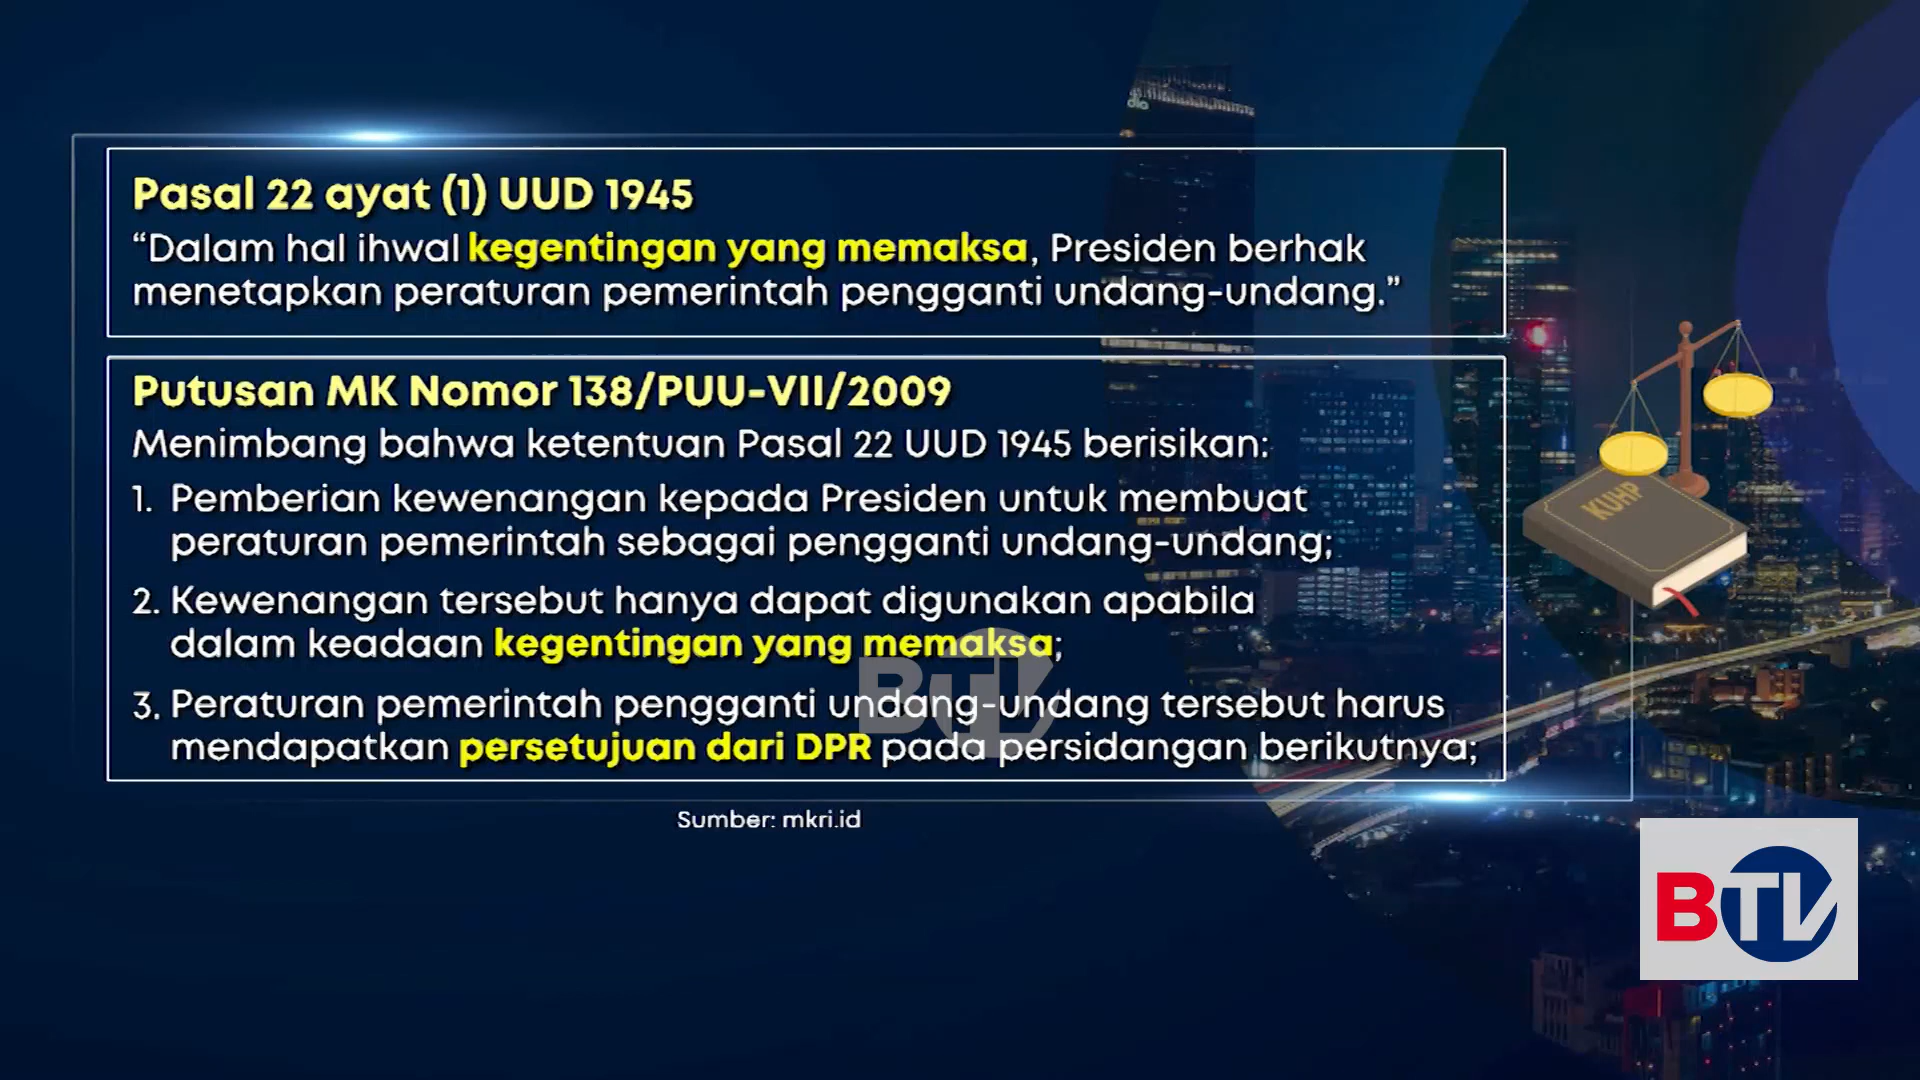 Pasal 22 ayat (1) UUD 1945
“Dalam hal ihwal kegentingan yang memaksa, Presiden berhak
menetapkan peraturan pemerintah pengganti undang-undang.”
Putusan MK Nomor 138/PUU-VII/2009
Menimbang bahwa ketentuan Pasal 22 UUD 1945 berisikan:
1. Pemberian kewenangan kepada Presiden untuk membuat
peraturan pemerintah sebagai pengganti undang-undang;
2. Kewenangan tersebut hanya dapat digunakan apabila
dalam keadaan kegentingan yang memaksa;
3. Peraturan pemerintah pengganti undang-undang tersebut harus
mendapatkan persetujuan dari DPR pada persidangan berikutnya;
Sumber: mkri.id
KUHP
BTV
BTV